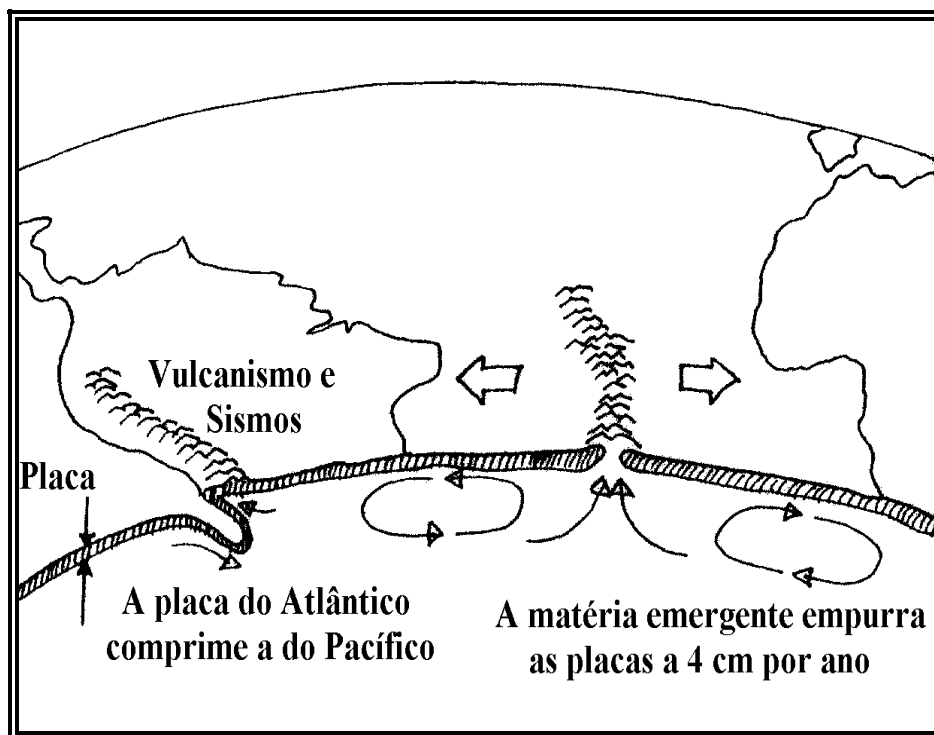 Vulcanismo e
Sismos
Placa
A placa do Atlântico
comprime a do Pacífico
A matéria emergente empurra
as placas a 4 cm por ano